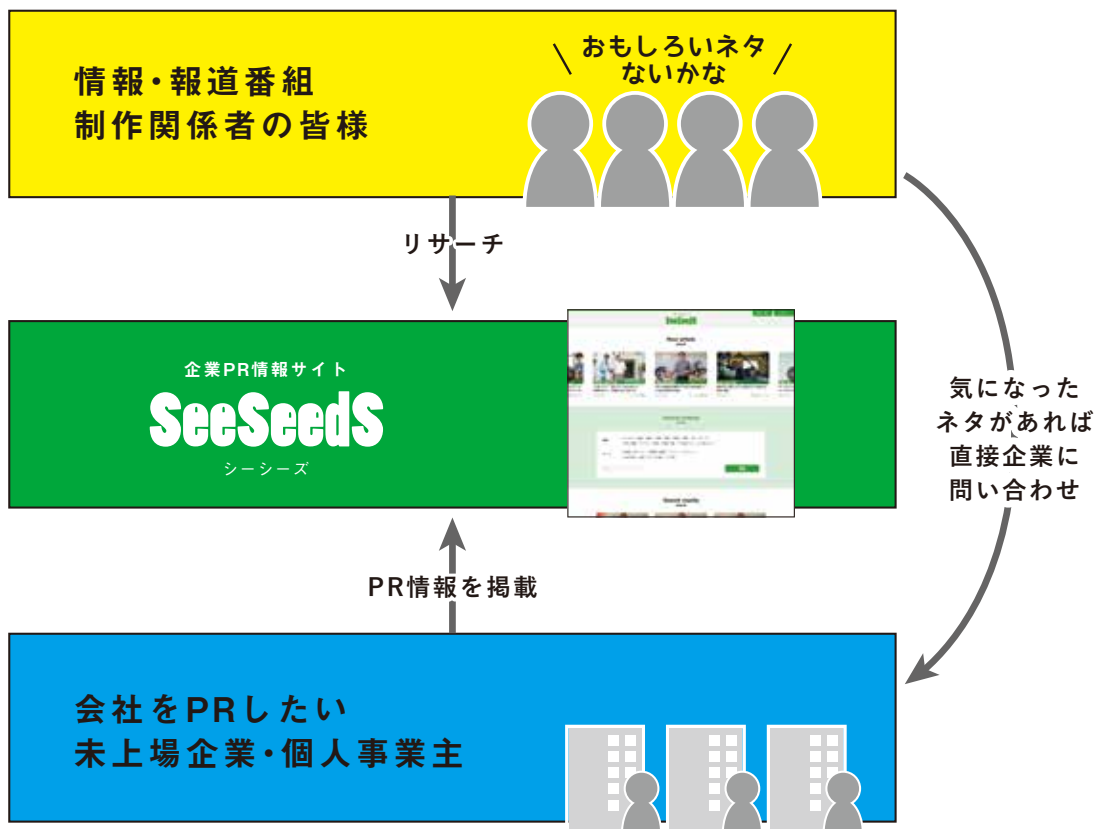 情報・報道番組
制作関係者の皆様
おもしろいネタ
ないかな
リサーチ
企業PR情報サイト
SeeSeedS
シーシーズ
気になった
ネタがあれば
直接企業に
問い合わせ
PR情報を掲載
会社をPRしたい
未上場企業・個人事業主